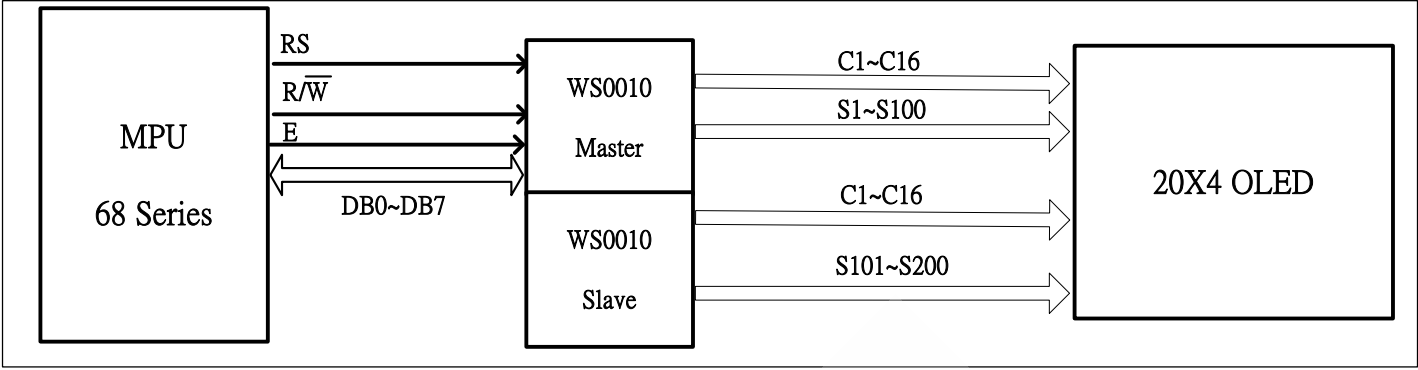 MPU
68 Series
RS
R/W̅
E
DB0~DB7
WS0010
Master
WS0010
Slave
C1~C16
S1~S100
C1~C16
S101~S200
20X4 OLED